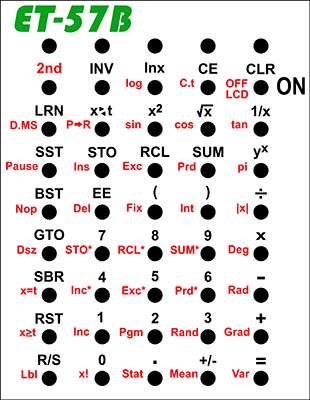 ET-57B
2nd INV lnx CE CLR
log C.t OFF LCD ON
LRN x↔t x² √x 1/x
D.MS P➡R sin cos tan
SST STO RCL SUM yˣ
Pause Ins Exc Prd pi
BST EE ( ) ÷
Nop Del Fix Int |x|
GTO 7 8 9 x
Dsz STO* RCL* SUM* Deg
SBR 4 5 6 -
x=t Inc* Exc* Prd* Rad
RST 1 2 3 +
x≥t Inc Pgm Rand Grad
R/S 0 . +/- =
Lbl x! Stat Mean Var